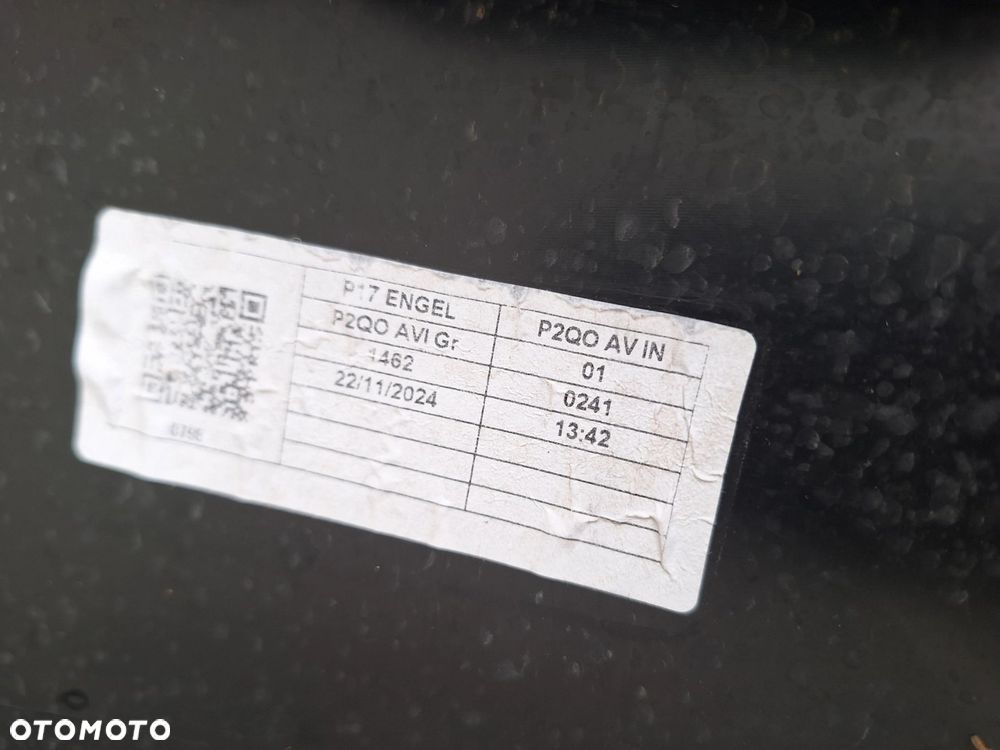 P17 ENGEL P2QO AV IN
P2QO AVI Gr 01
1462 0241
22/11/2024 13:42
OTOMOTO